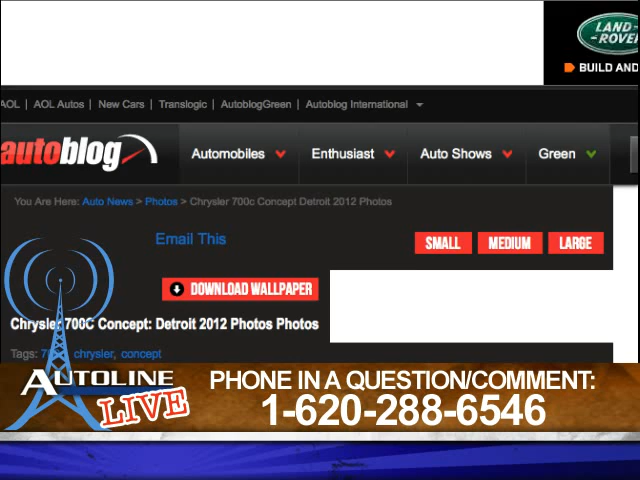 LAND-
-ROVER
BUILD AND
AOL | AOL Autos | New Cars | Translogic | AutoblogGreen | Autoblog International
autoblog
Automobiles
Enthusiast
Auto Shows
Green
You Are Here: Auto News > Photos > Chrysler 700c Concept Detroit 2012 Photos
Email This
SMALL
MEDIUM
LARGE
DOWNLOAD WALLPAPER
Chrysler 700C Concept: Detroit 2012 Photos Photos
Tags: chrysler, concept
AUTOLINE
LIVE
PHONE IN A QUESTION/COMMENT:
1-620-288-6546